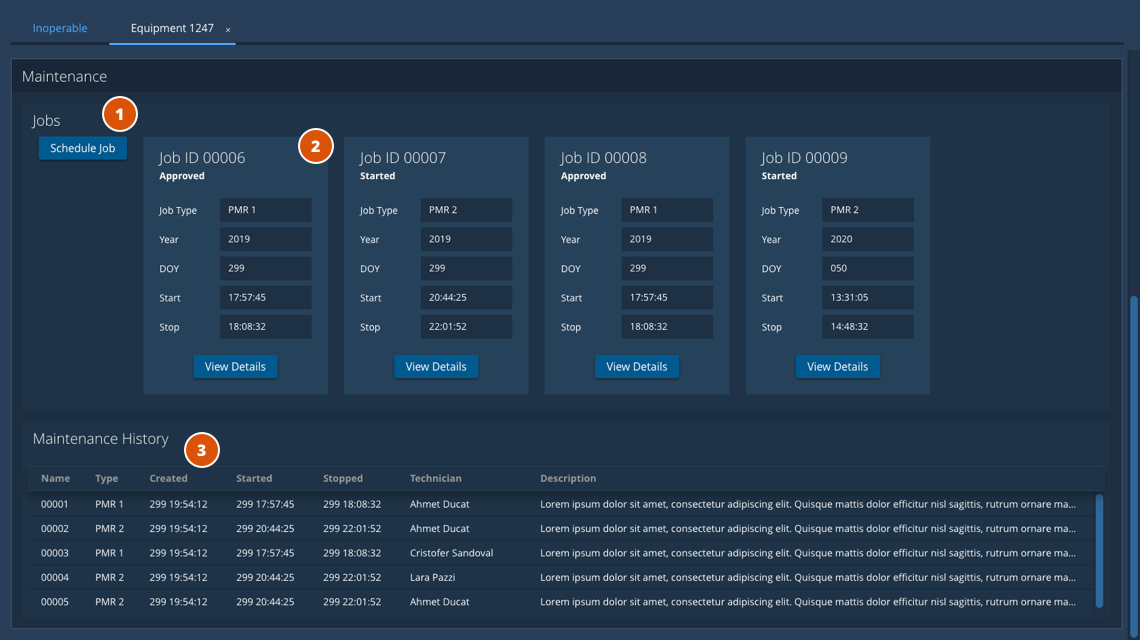 Inoperable Equipment 1247 ×
Maintenance
Jobs 1
Schedule Job
2
Job ID 00006
Approved
Job Type PMR 1
Year 2019
DOY 299
Start 17:57:45
Stop 18:08:32
View Details
Job ID 00007
Started
Job Type PMR 2
Year 2019
DOY 299
Start 20:44:25
Stop 22:01:52
View Details
Job ID 00008
Approved
Job Type PMR 1
Year 2019
DOY 299
Start 17:57:45
Stop 18:08:32
View Details
Job ID 00009
Started
Job Type PMR 2
Year 2020
DOY 050
Start 13:31:05
Stop 14:48:32
View Details
Maintenance History 3
Name Type Created Started Stopped Technician Description
00001 PMR 1 299 19:54:12 299 17:57:45 299 18:08:32 Ahmet Ducat Lorem ipsum dolor sit amet, consectetur adipiscing elit. Quisque mattis dolor efficitur nisl sagittis, rutrum ornare ma...
00002 PMR 2 299 19:54:12 299 20:44:25 299 22:01:52 Ahmet Ducat Lorem ipsum dolor sit amet, consectetur adipiscing elit. Quisque mattis dolor efficitur nisl sagittis, rutrum ornare ma...
00003 PMR 1 299 19:54:12 299 17:57:45 299 18:08:32 Cristofer Sandoval Lorem ipsum dolor sit amet, consectetur adipiscing elit. Quisque mattis dolor efficitur nisl sagittis, rutrum ornare ma...
00004 PMR 2 299 19:54:12 299 20:44:25 299 22:01:52 Lara Pazzi Lorem ipsum dolor sit amet, consectetur adipiscing elit. Quisque mattis dolor efficitur nisl sagittis, rutrum ornare ma...
00005 PMR 2 299 19:54:12 299 20:44:25 299 22:01:52 Ahmet Ducat Lorem ipsum dolor sit amet, consectetur adipiscing elit. Quisque mattis dolor efficitur nisl sagittis, rutrum ornare ma...